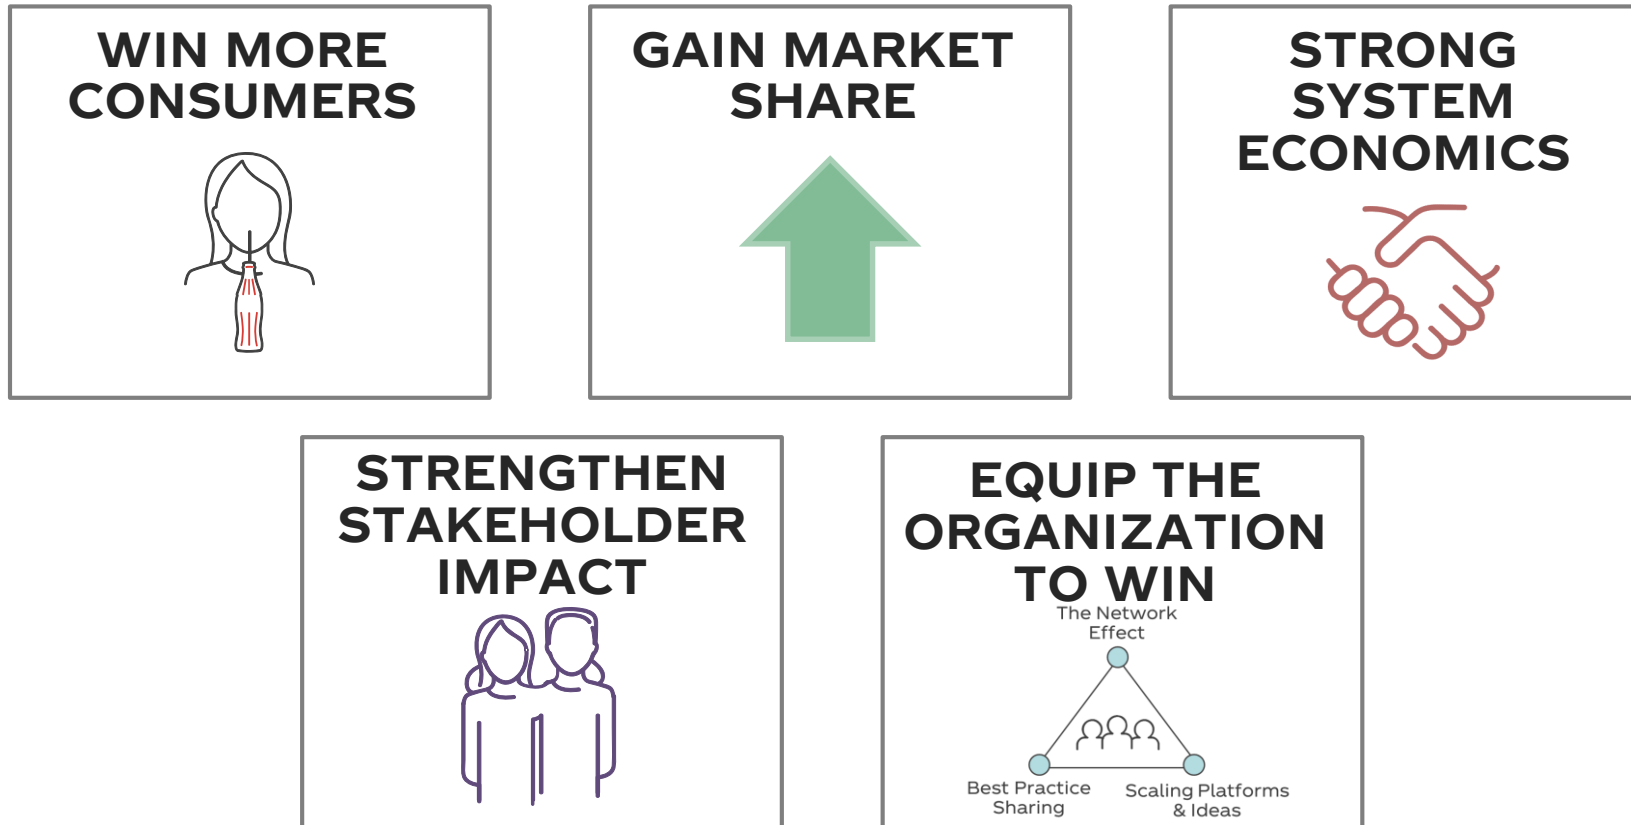 WIN MORE
CONSUMERS
GAIN MARKET
SHARE
STRONG
SYSTEM
ECONOMICS
STRENGTHEN
STAKEHOLDER
IMPACT
EQUIP THE
ORGANIZATION
TO WIN
The Network
Effect
Best Practice
Sharing
Scaling Platforms
& Ideas